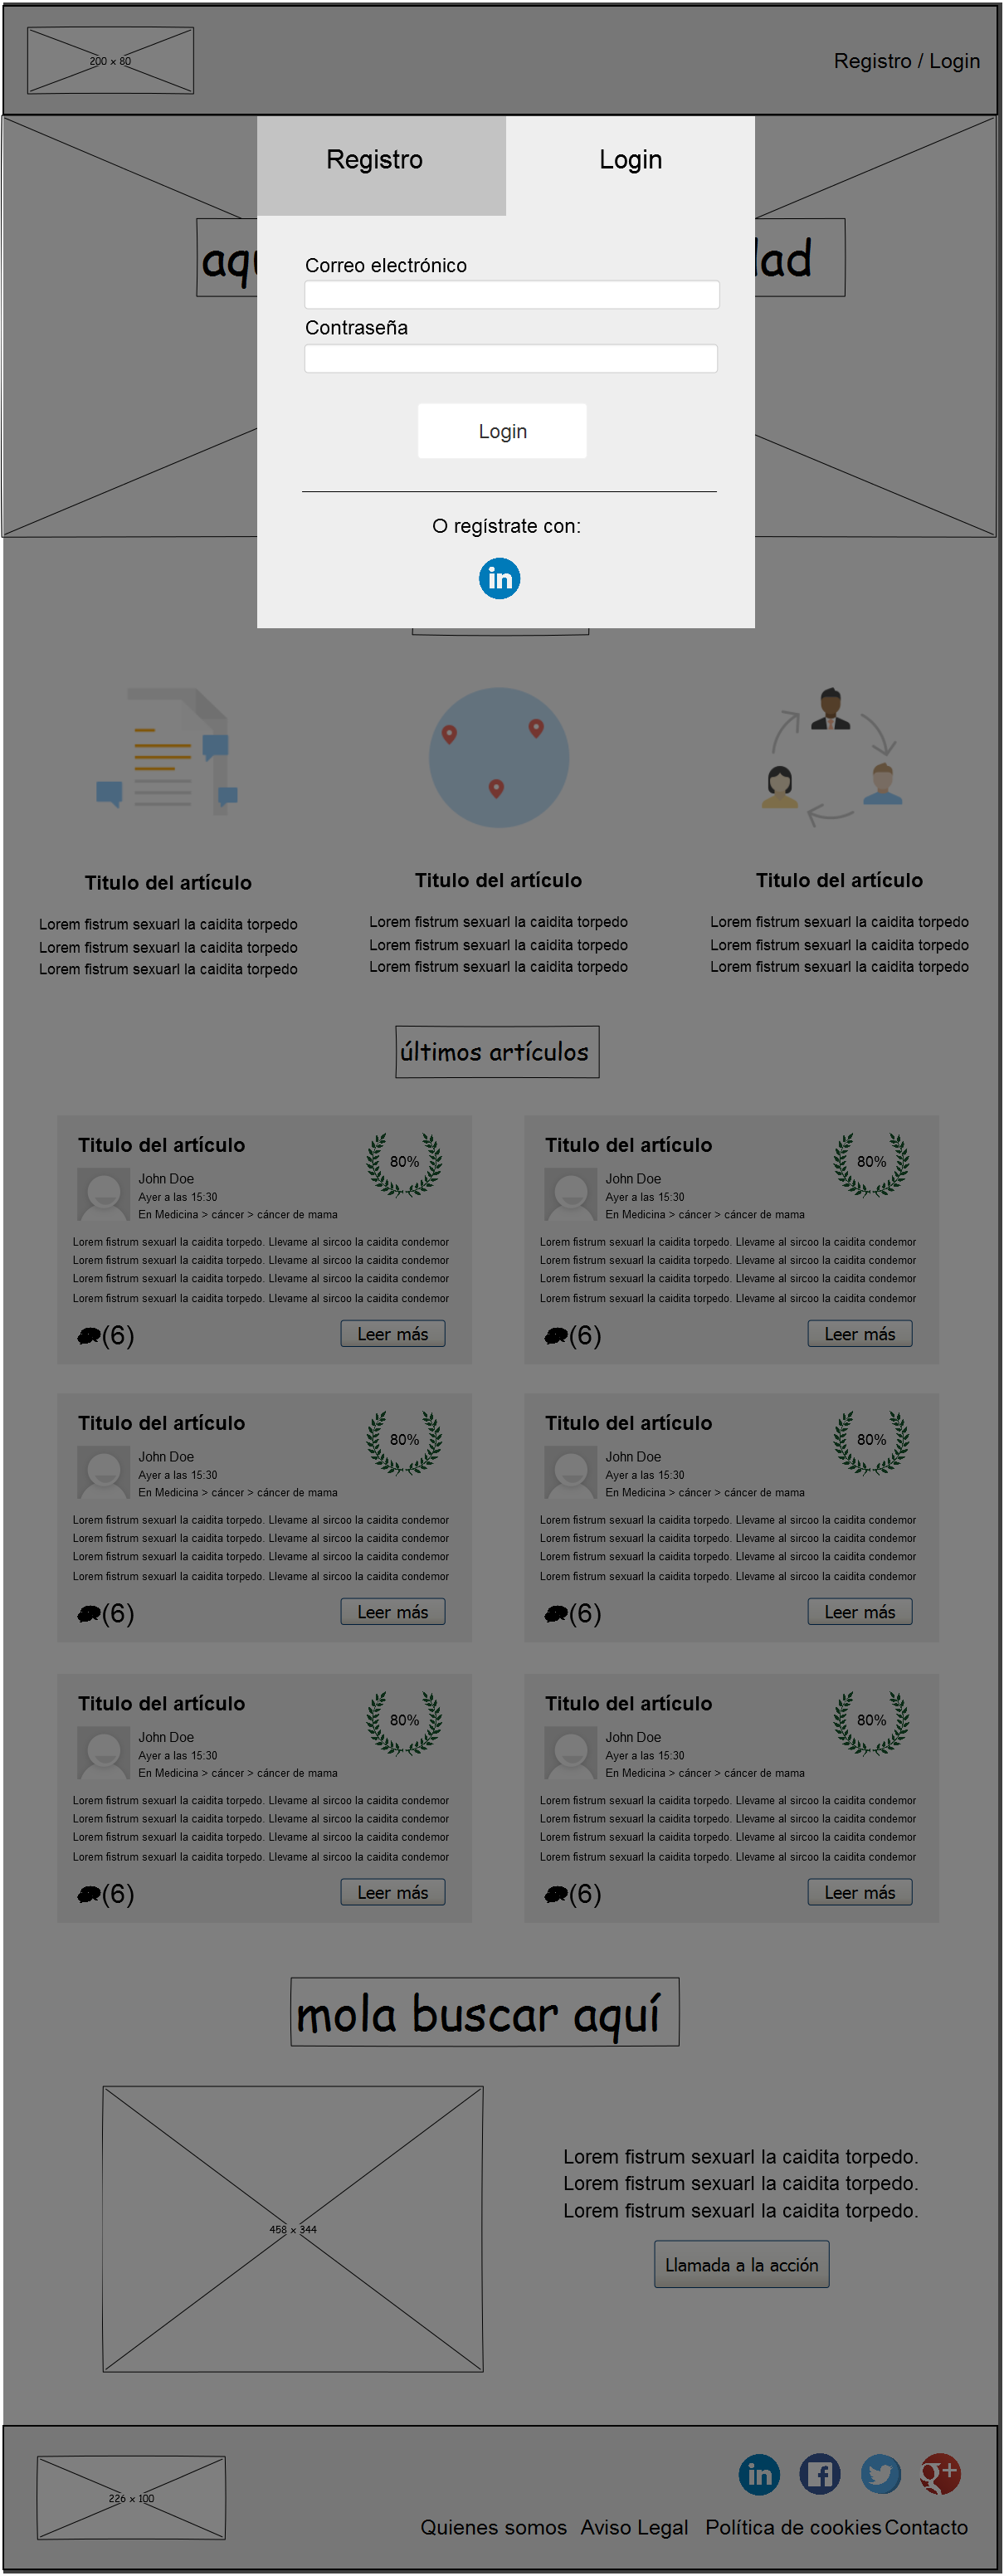 200 x 80
Registro / Login
Registro
Login
Correo electrónico
Contraseña
Login
O regístrate con:
in
Titulo del artículo
Lorem fistrum sexuarl la caidita torpedo
Lorem fistrum sexuarl la caidita torpedo
Lorem fistrum sexuarl la caidita torpedo
Titulo del artículo
Lorem fistrum sexuarl la caidita torpedo
Lorem fistrum sexuarl la caidita torpedo
Lorem fistrum sexuarl la caidita torpedo
Titulo del artículo
Lorem fistrum sexuarl la caidita torpedo
Lorem fistrum sexuarl la caidita torpedo
Lorem fistrum sexuarl la caidita torpedo
últimos artículos
Titulo del artículo
80%
John Doe
Ayer a las 15:30
En Medicina > cáncer > cáncer de mama
Lorem fistrum sexuarl la caidita torpedo. Llevame al sircoo la caidita condemor
Lorem fistrum sexuarl la caidita torpedo. Llevame al sircoo la caidita condemor
Lorem fistrum sexuarl la caidita torpedo. Llevame al sircoo la caidita condemor
Lorem fistrum sexuarl la caidita torpedo. Llevame al sircoo la caidita condemor
(6)
Leer más
Titulo del artículo
80%
John Doe
Ayer a las 15:30
En Medicina > cáncer > cáncer de mama
Lorem fistrum sexuarl la caidita torpedo. Llevame al sircoo la caidita condemor
Lorem fistrum sexuarl la caidita torpedo. Llevame al sircoo la caidita condemor
Lorem fistrum sexuarl la caidita torpedo. Llevame al sircoo la caidita condemor
Lorem fistrum sexuarl la caidita torpedo. Llevame al sircoo la caidita condemor
(6)
Leer más
Titulo del artículo
80%
John Doe
Ayer a las 15:30
En Medicina > cáncer > cáncer de mama
Lorem fistrum sexuarl la caidita torpedo. Llevame al sircoo la caidita condemor
Lorem fistrum sexuarl la caidita torpedo. Llevame al sircoo la caidita condemor
Lorem fistrum sexuarl la caidita torpedo. Llevame al sircoo la caidita condemor
Lorem fistrum sexuarl la caidita torpedo. Llevame al sircoo la caidita condemor
(6)
Leer más
Titulo del artículo
80%
John Doe
Ayer a las 15:30
En Medicina > cáncer > cáncer de mama
Lorem fistrum sexuarl la caidita torpedo. Llevame al sircoo la caidita condemor
Lorem fistrum sexuarl la caidita torpedo. Llevame al sircoo la caidita condemor
Lorem fistrum sexuarl la caidita torpedo. Llevame al sircoo la caidita condemor
Lorem fistrum sexuarl la caidita torpedo. Llevame al sircoo la caidita condemor
(6)
Leer más
Titulo del artículo
80%
John Doe
Ayer a las 15:30
En Medicina > cáncer > cáncer de mama
Lorem fistrum sexuarl la caidita torpedo. Llevame al sircoo la caidita condemor
Lorem fistrum sexuarl la caidita torpedo. Llevame al sircoo la caidita condemor
Lorem fistrum sexuarl la caidita torpedo. Llevame al sircoo la caidita condemor
Lorem fistrum sexuarl la caidita torpedo. Llevame al sircoo la caidita condemor
(6)
Leer más
Titulo del artículo
80%
John Doe
Ayer a las 15:30
En Medicina > cáncer > cáncer de mama
Lorem fistrum sexuarl la caidita torpedo. Llevame al sircoo la caidita condemor
Lorem fistrum sexuarl la caidita torpedo. Llevame al sircoo la caidita condemor
Lorem fistrum sexuarl la caidita torpedo. Llevame al sircoo la caidita condemor
Lorem fistrum sexuarl la caidita torpedo. Llevame al sircoo la caidita condemor
(6)
Leer más
mola buscar aquí
458 x 344
Lorem fistrum sexuarl la caidita torpedo.
Lorem fistrum sexuarl la caidita torpedo.
Lorem fistrum sexuarl la caidita torpedo.
Llamada a la acción
226 x 100
in f g+
Quienes somos Aviso Legal Política de cookies Contacto